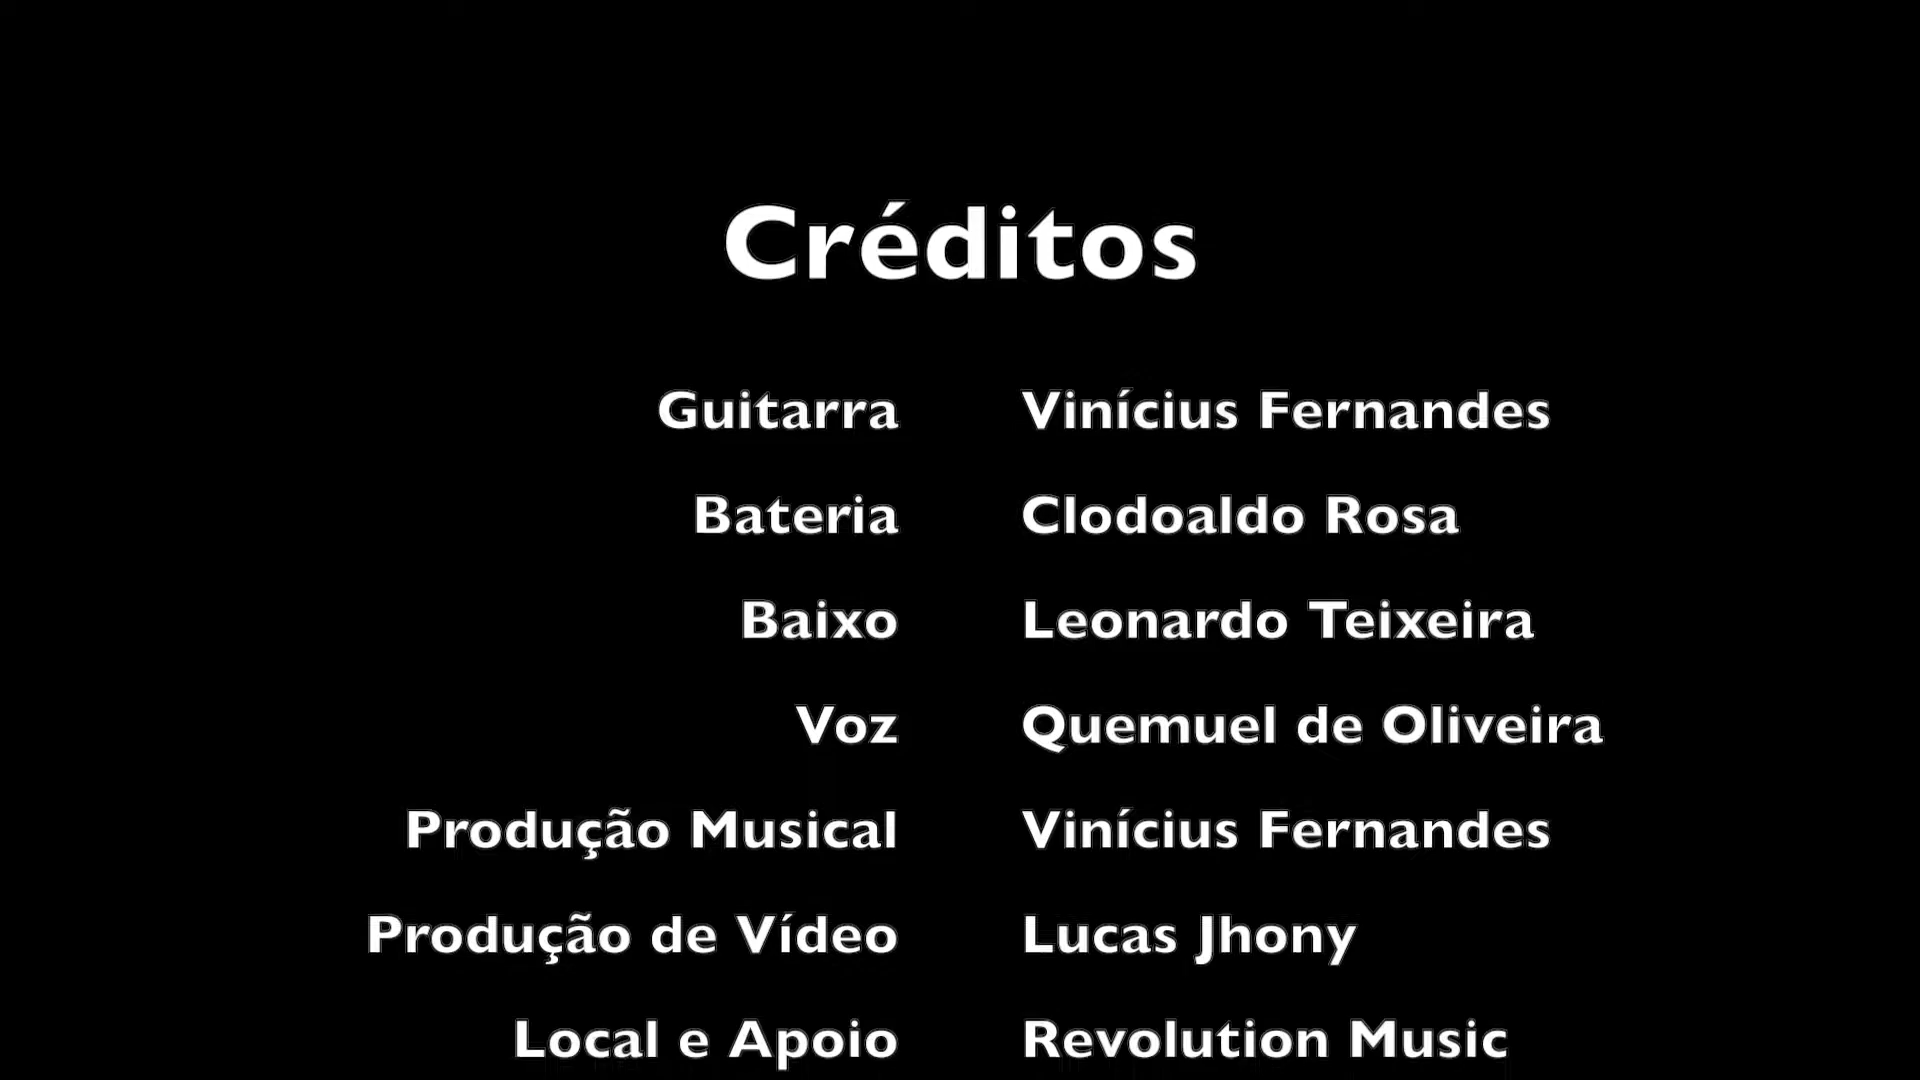 Créditos
Guitarra Vinícius Fernandes
Bateria Clodoaldo Rosa
Baixo Leonardo Teixeira
Voz Quemuel de Oliveira
Produção Musical Vinícius Fernandes
Produção de Vídeo Lucas Jhony
Local e Apoio Revolution Music